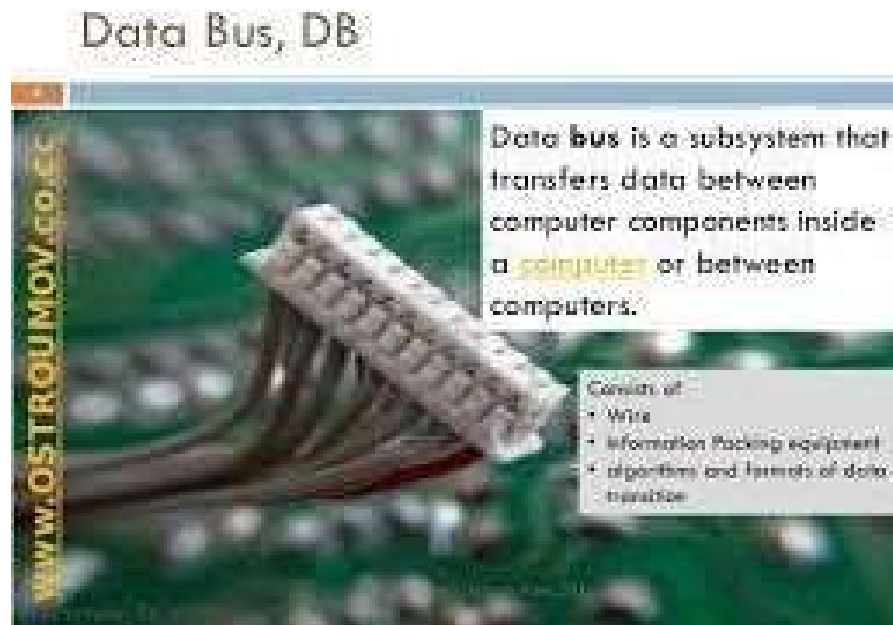 Data Bus, DB
Data bus is a subsystem that
transfers data between
computer components inside
a computer or between
computers.
Consists of
• Wire
• Information Packing equipment
• algorithms and formats of data
transition
www.OSTROUMOV.co.cc